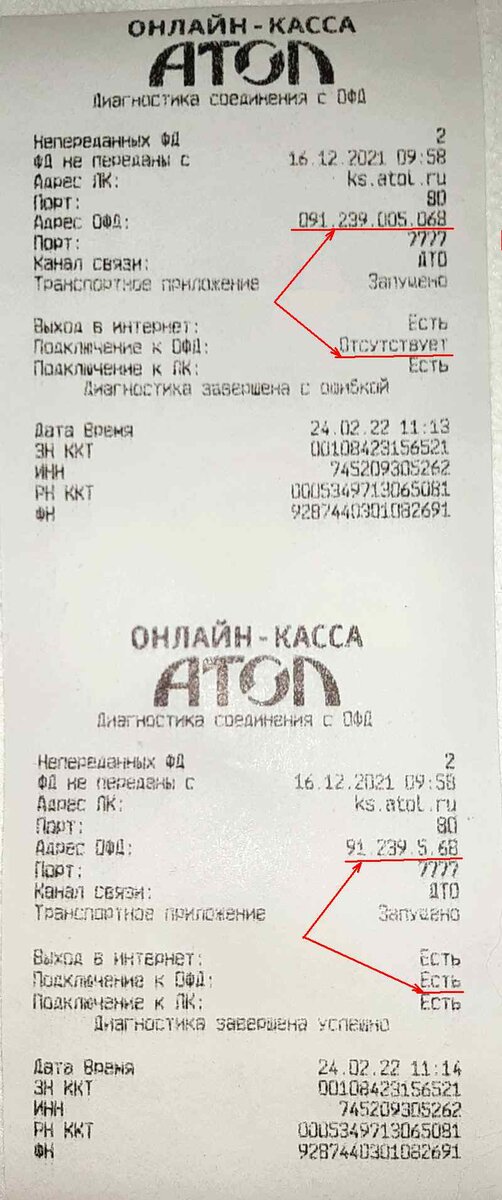 ОНЛАЙН-КАССА
АТОЛ
Диагностика соединения с ОФД
Непереданных ФД 2
ФД не переданы с 16.12.2021 09:58
Адрес ЛК: ks.atol.ru
Порт: 80
Адрес ОФД: 091.239.005.068
Порт: 7777
Канал связи: ДТО
Транспортное приложение Запущено
Выход в интернет: Есть
Подключение к ОФД: Отсутствует
Подключение к ЛК: Есть
Диагностика завершена с ошибкой
Дата Время 24.02.22 11:13
ЗН ККТ 00108423156521
ИНН 745209305262
РН ККТ 0005349713065081
ФН 9287440301082691
ОНЛАЙН-КАССА
АТОЛ
Диагностика соединения с ОФД
Непереданных ФД 2
ФД не переданы с 16.12.2021 09:58
Адрес ЛК: ks.atol.ru
Порт: 80
Адрес ОФД: 91.239.5.68
Порт: 7777
Канал связи: ДТО
Транспортное приложение Запущено
Выход в интернет: Есть
Подключение к ОФД: Есть
Подключение к ЛК: Есть
Диагностика завершена успешно
Дата Время 24.02.22 11:14
ЗН ККТ 00108423156521
ИНН 745209305262
РН ККТ 0005349713065081
ФН 9287440301082691